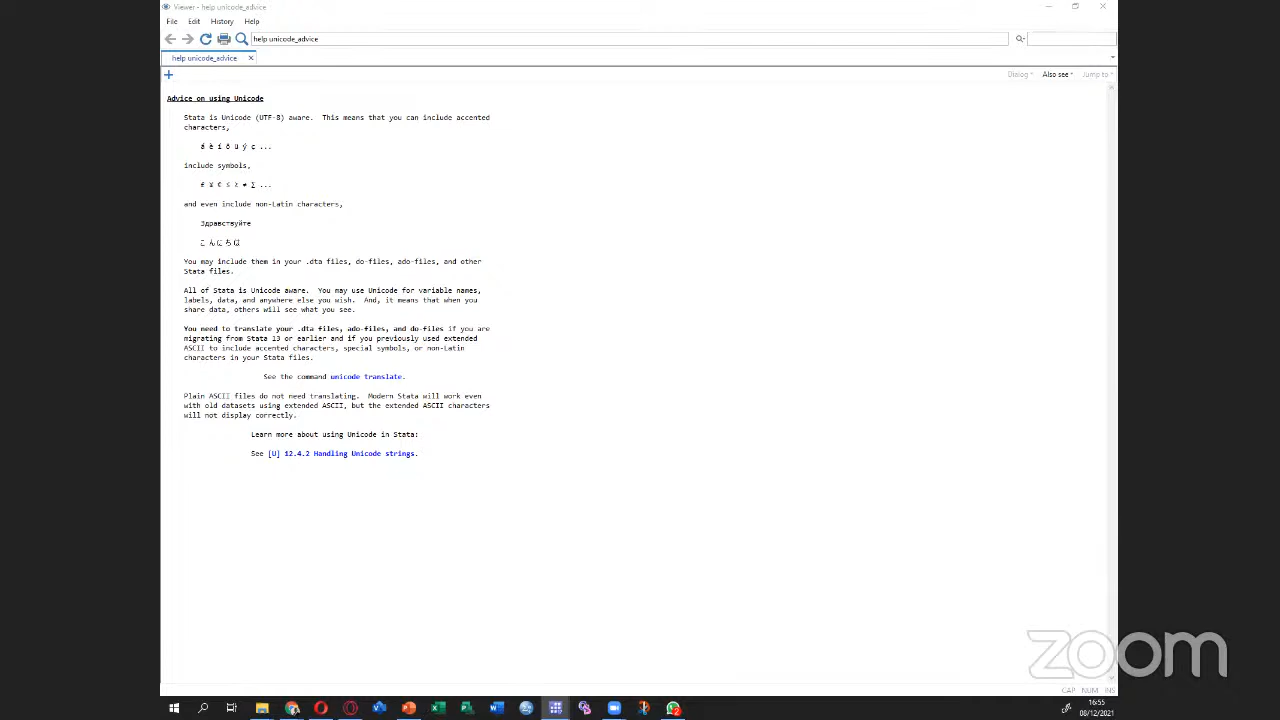 Viewer - help unicode_advice
File Edit History Help
help unicode_advice
help unicode_advice
Dialog Also see Jump to
Advice on using Unicode
Stata is Unicode (UTF-8) aware. This means that you can include accented
characters,
á è î õ ü ý ç ...
include symbols,
£ ¥ € ≤ ≥ ≠ ∑ ...
and even include non-Latin characters,
Здравствуйте
こんにちは
You may include them in your .dta files, do-files, ado-files, and other
Stata files.
All of Stata is Unicode aware. You may use Unicode for variable names,
labels, data, and anywhere else you wish. And, it means that when you
share data, others will see what you see.
You need to translate your .dta files, ado-files, and do-files if you are
migrating from Stata 13 or earlier and if you previously used extended
ASCII to include accented characters, special symbols, or non-Latin
characters in your Stata files.
See the command unicode translate.
Plain ASCII files do not need translating. Modern Stata will work even
with old datasets using extended ASCII, but the extended ASCII characters
will not display correctly.
Learn more about using Unicode in Stata:
See [U] 12.4.2 Handling Unicode strings.
zoom
CAP NUM INS
16:55
08/12/2021